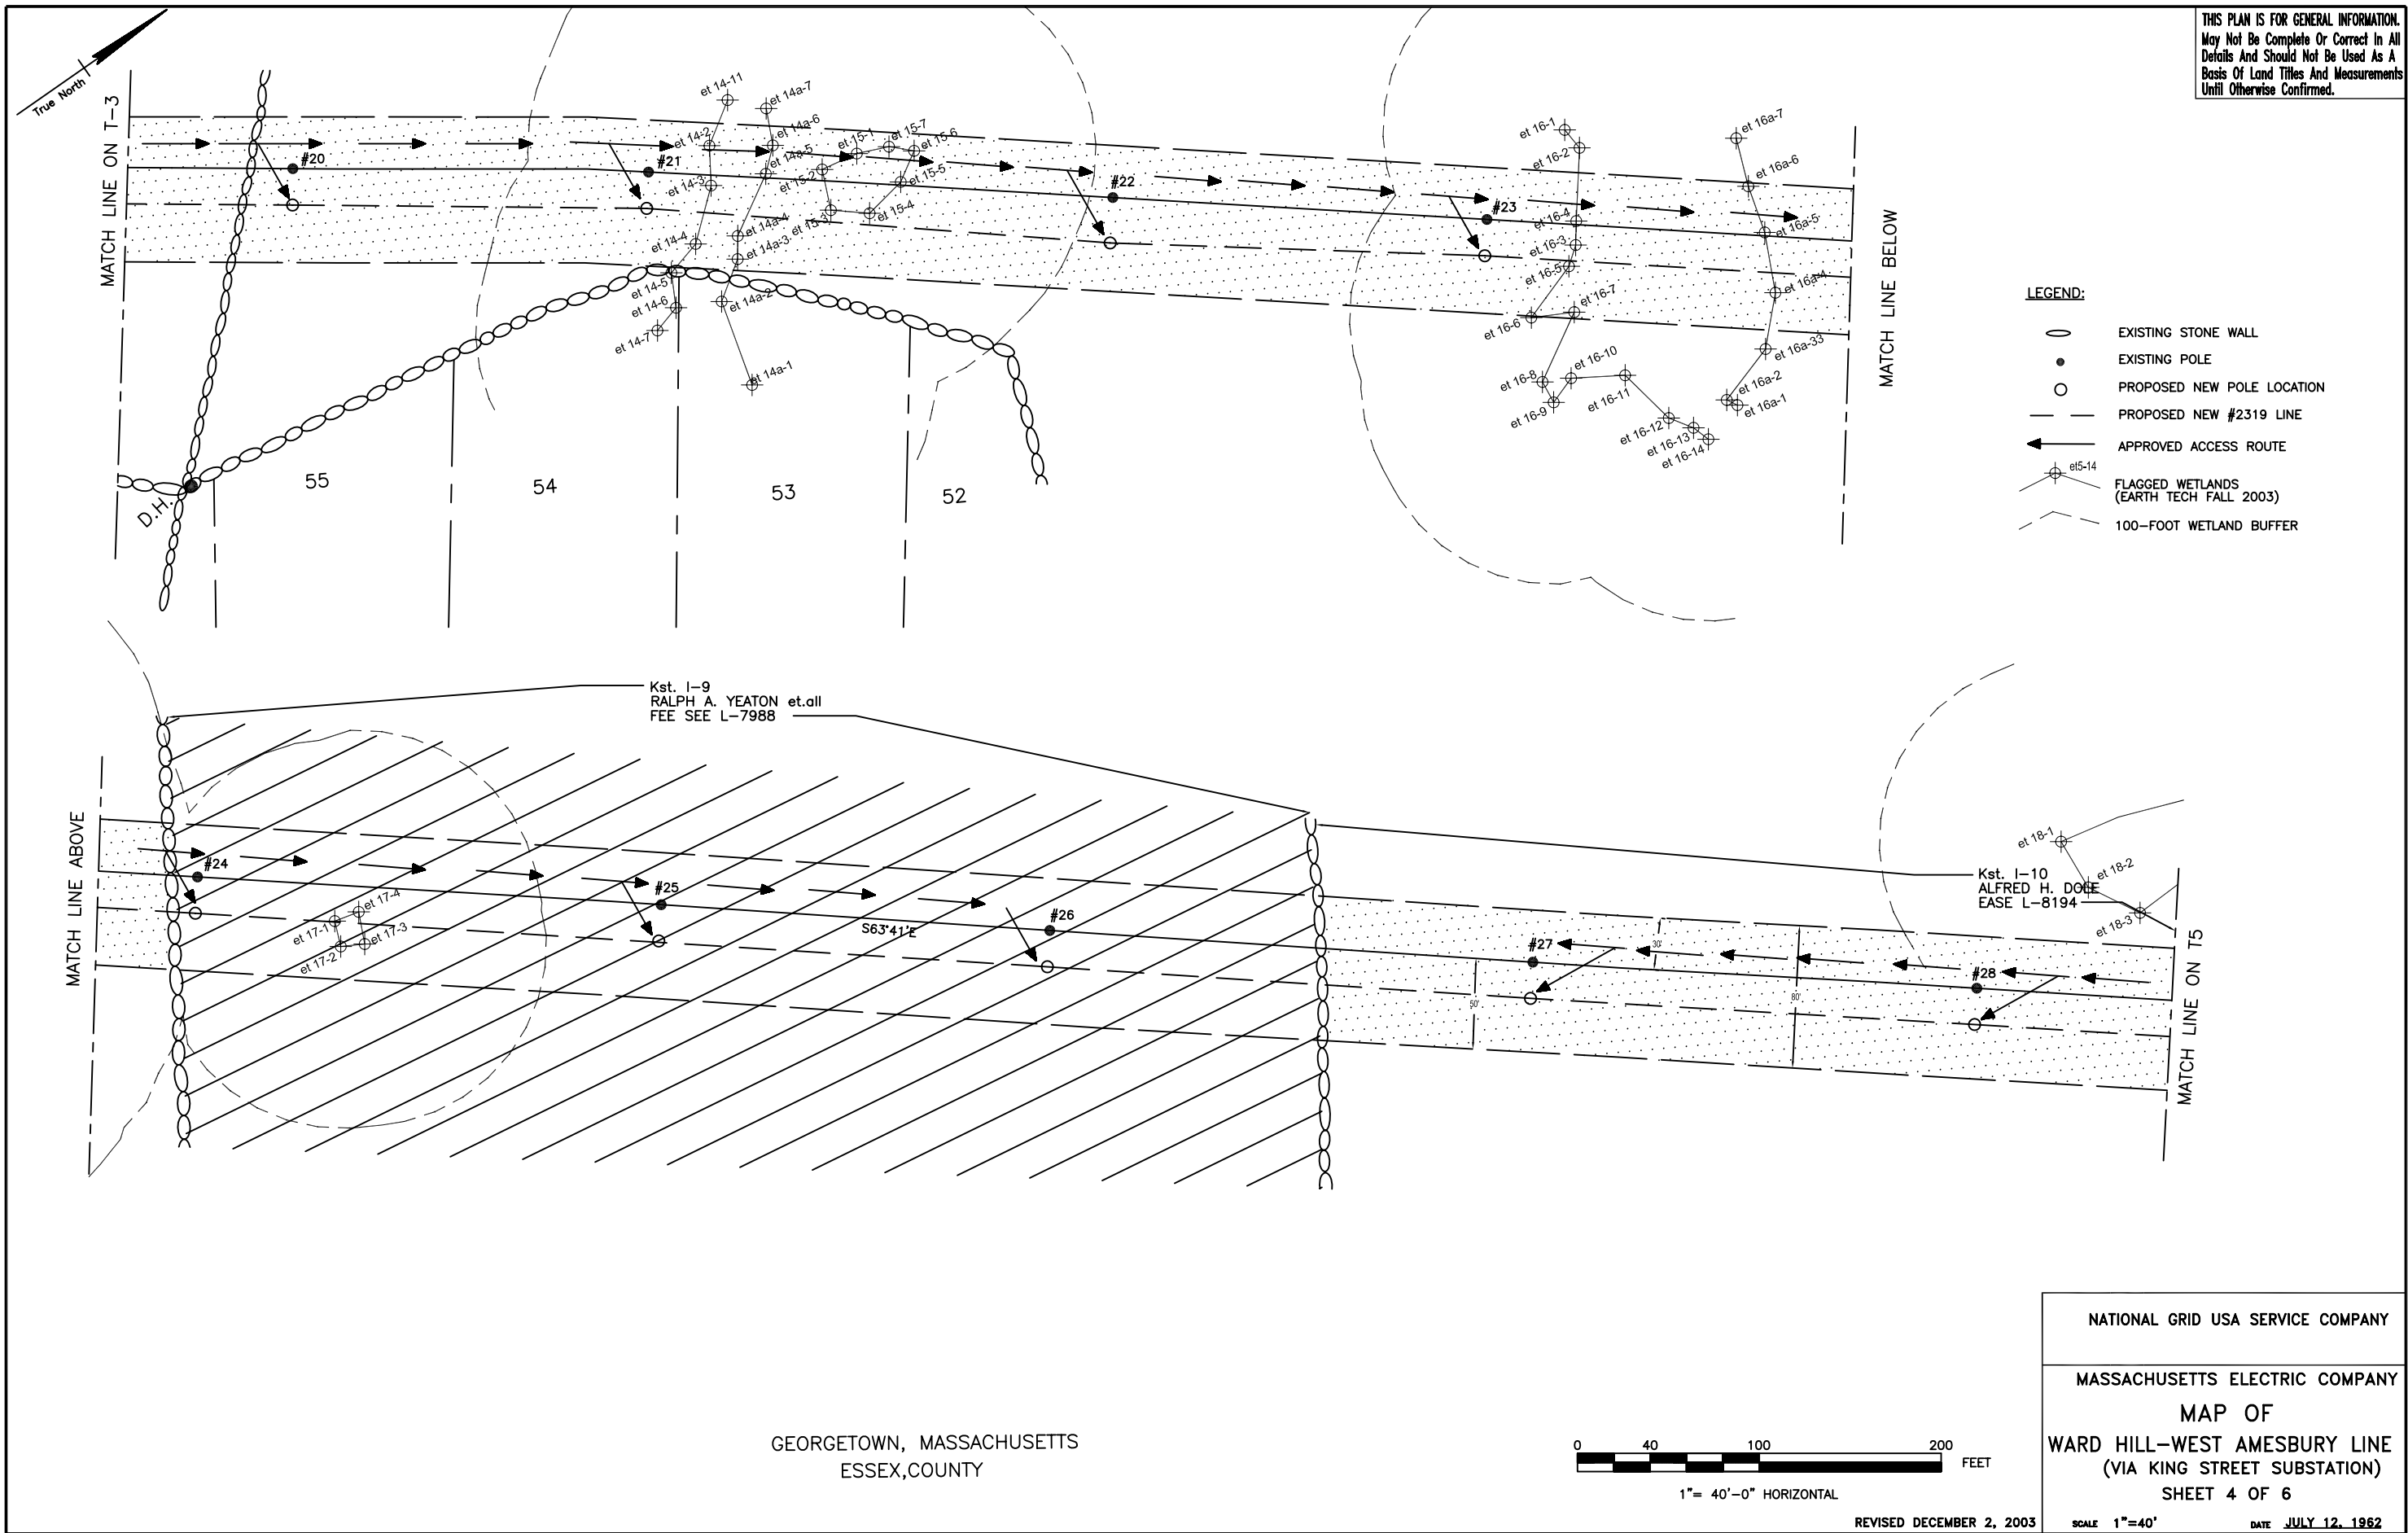 THIS PLAN IS FOR GENERAL INFORMATION.
May Not Be Complete Or Correct In All
Details And Should Not Be Used As A
Basis Of Land Titles And Measurements
Until Otherwise Confirmed.
True North
MATCH LINE ON T-3
#20
#21
#22
#23
et 14-11
et 14a-7
et 14-2
et 14a-6
et 15-1
et 15-7
et 15-6
et 14a-5
et 15-2
et 15-5
et 14-3
et 15-3
et 15-4
et 14-4
et 14a-4
et 14a-3
et 14-5
et 14-6
et 14a-2
et 14-7
et 14a-1
et 16-1
et 16-2
et 16-4
et 16-3
et 16-5
et 16-7
et 16-6
et 16-10
et 16-8
et 16-9
et 16-11
et 16-12
et 16-13
et 16-14
et 16a-7
et 16a-6
et 16a-5
et 16a-4
et 16a-33
et 16a-2
et 16a-1
MATCH LINE BELOW
D.H.
55
54
53
52
LEGEND:
EXISTING STONE WALL
EXISTING POLE
PROPOSED NEW POLE LOCATION
PROPOSED NEW #2319 LINE
APPROVED ACCESS ROUTE
et5-14
FLAGGED WETLANDS
(EARTH TECH FALL 2003)
100-FOOT WETLAND BUFFER
Kst. I-9
RALPH A. YEATON et.all
FEE SEE L-7988
MATCH LINE ABOVE
#24
et 17-4
et 17-1
et 17-3
et 17-2
#25
S63°41'E
#26
#27
30'
50'
80'
#28
et 18-1
et 18-2
et 18-3
Kst. I-10
ALFRED H. DOLE
EASE L-8194
MATCH LINE ON T5
GEORGETOWN, MASSACHUSETTS
ESSEX,COUNTY
0 40 100 200
FEET
1"= 40'-0" HORIZONTAL
REVISED DECEMBER 2, 2003
NATIONAL GRID USA SERVICE COMPANY
MASSACHUSETTS ELECTRIC COMPANY
MAP OF
WARD HILL-WEST AMESBURY LINE
(VIA KING STREET SUBSTATION)
SHEET 4 OF 6
SCALE 1"=40' DATE JULY 12, 1962